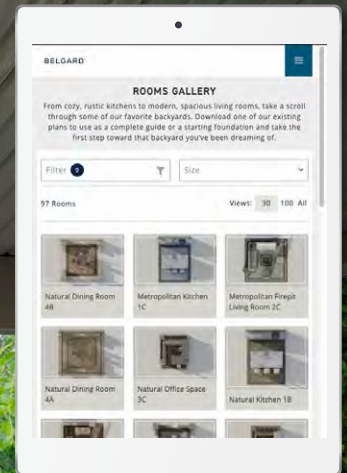 BELGARD
ROOMS GALLERY
From cozy, rustic kitchens to modern, spacious living rooms, take a scroll
through some of our favorite backyards. Download one of our existing
plans to use as a complete guide or a starting foundation and take the
first step toward that backyard you've been dreaming of.
Filter
Size
97 Rooms
Views: 30 100 All
Natural Dining Room
4B
Metropolitan Kitchen
1C
Metropolitan Firepit
Living Room 2C
Natural Dining Room
4A
Natural Office Space
3C
Natural Kitchen 1B